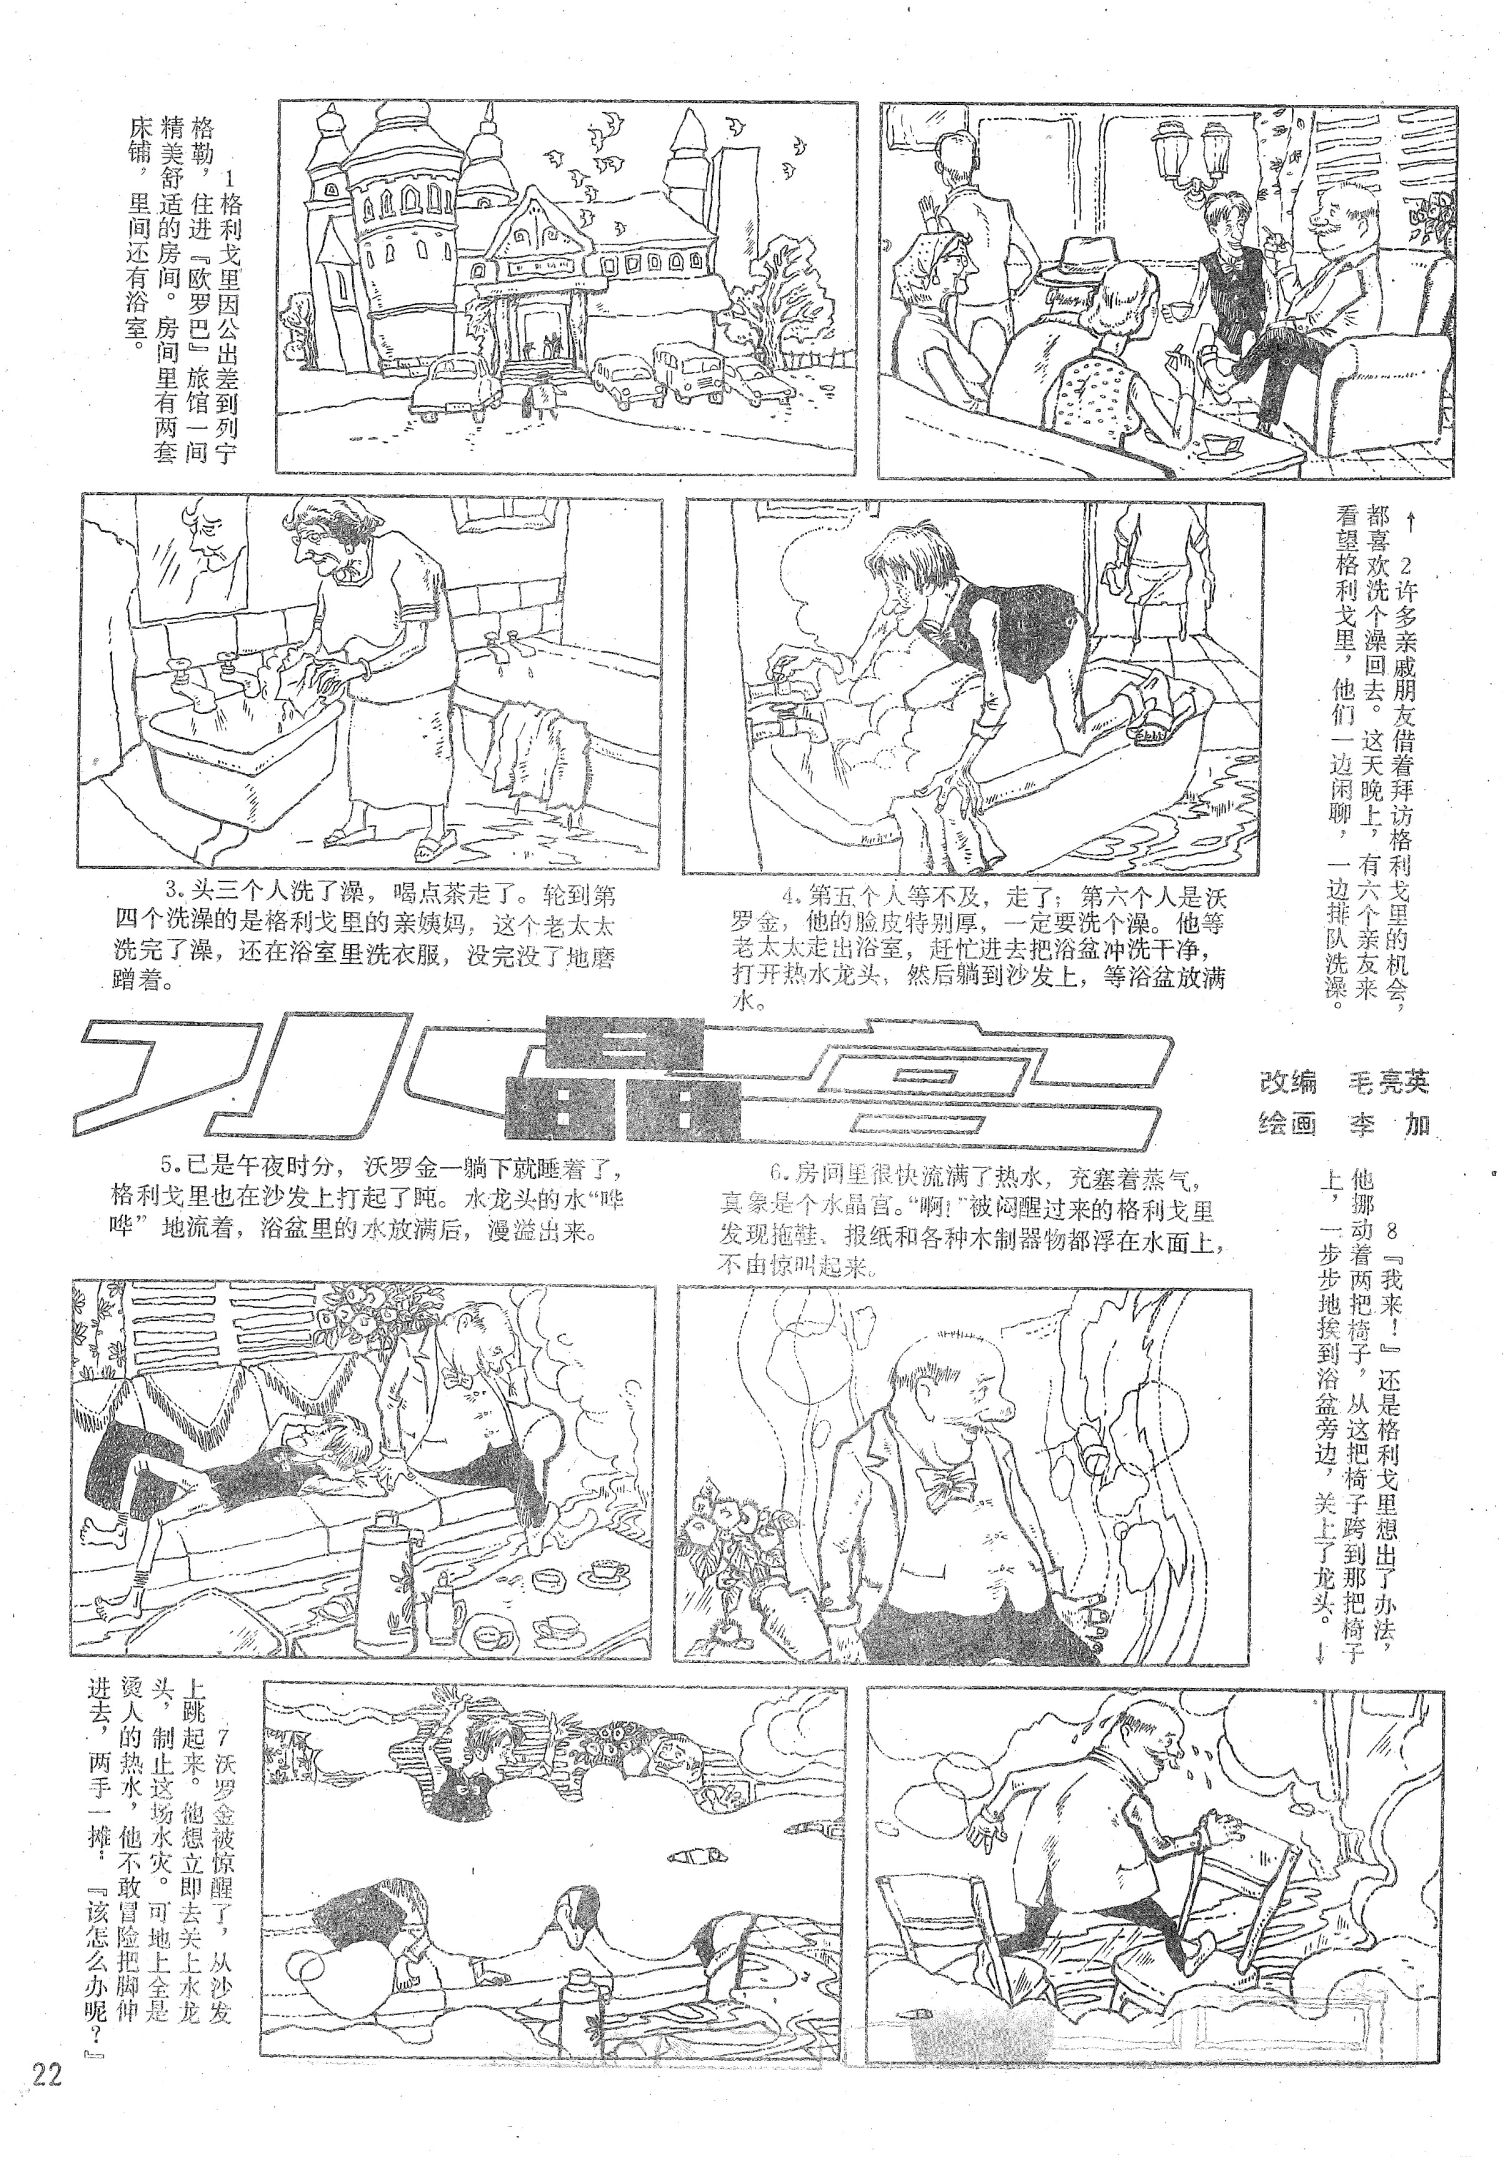 1格利戈里因公出差到列宁
格勒，住进『欧罗巴』旅馆一间
精美舒适的房间。房间里有两套
床铺，里间还有浴室。
↑ 2许多亲戚朋友借着拜访格利戈里的机会，
都喜欢洗个澡回去。这天晚上，有六个亲友来
看望格利戈里，他们一边闲聊，一边排队洗澡。
3.头三个人洗了澡，喝点茶走了。轮到第
四个洗澡的是格利戈里的亲姨妈，这个老太太
洗完了澡，还在浴室里洗衣服，没完没了地磨
蹭着。
4.第五个人等不及，走了；第六个人是沃
罗金，他的脸皮特别厚，一定要洗个澡。他等
老太太走出浴室，赶忙进去把浴盆冲洗干净，
打开热水龙头，然后躺到沙发上，等浴盆放满
水。
水晶宫
改编 毛亮英
绘画 李 加
5.已是午夜时分，沃罗金一躺下就睡着了，
格利戈里也在沙发上打起了盹。水龙头的水“哗
哗”地流着，浴盆里的水放满后，漫溢出来。
6.房间里很快流满了热水，充塞着蒸气，
真象是个水晶宫。“啊！”被闷醒过来的格利戈里
发现拖鞋、报纸和各种木制器物都浮在水面上，
不由惊叫起来。
7沃罗金被惊醒了，从沙发
上跳起来。他想立即去关上水龙
头，制止这场水灾。可地上全是
烫人的热水，他不敢冒险把脚伸
进去，两手一摊：『该怎么办呢？』
8『我来！』还是格利戈里想出了办法，
他挪动着两把椅子，从这把椅子跨到那把椅子
上，一步步地挨到浴盆旁边，关上了龙头。↓
22